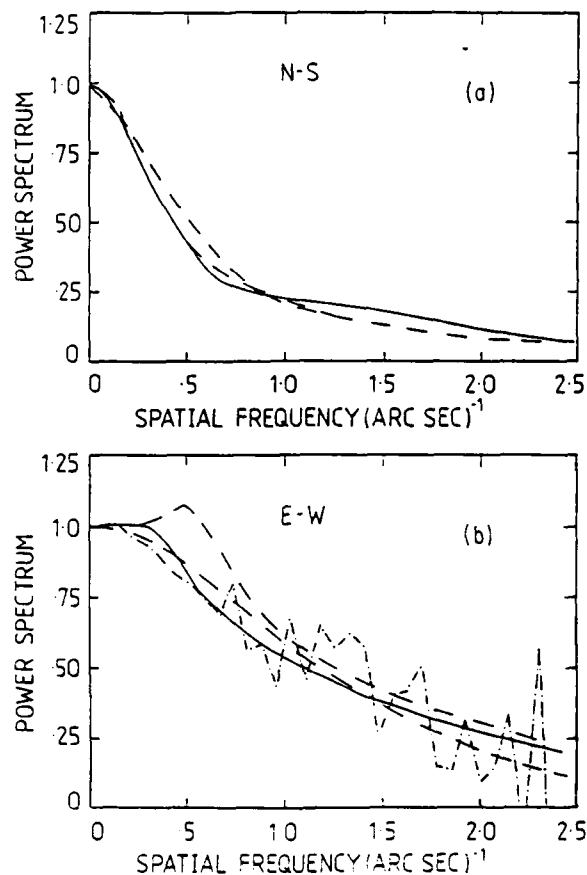 1·25
1·0
·75
·50
·25
0
POWER SPECTRUM
N-S
(a)
0 ·5 1·0 1·5 2·0 2·5
SPATIAL FREQUENCY (ARC SEC)⁻¹
1·25
1·0
·75
·50
·25
0
POWER SPECTRUM
E-W
(b)
0 ·5 1·0 1·5 2·0 2·5
SPATIAL FREQUENCY (ARC SEC)⁻¹